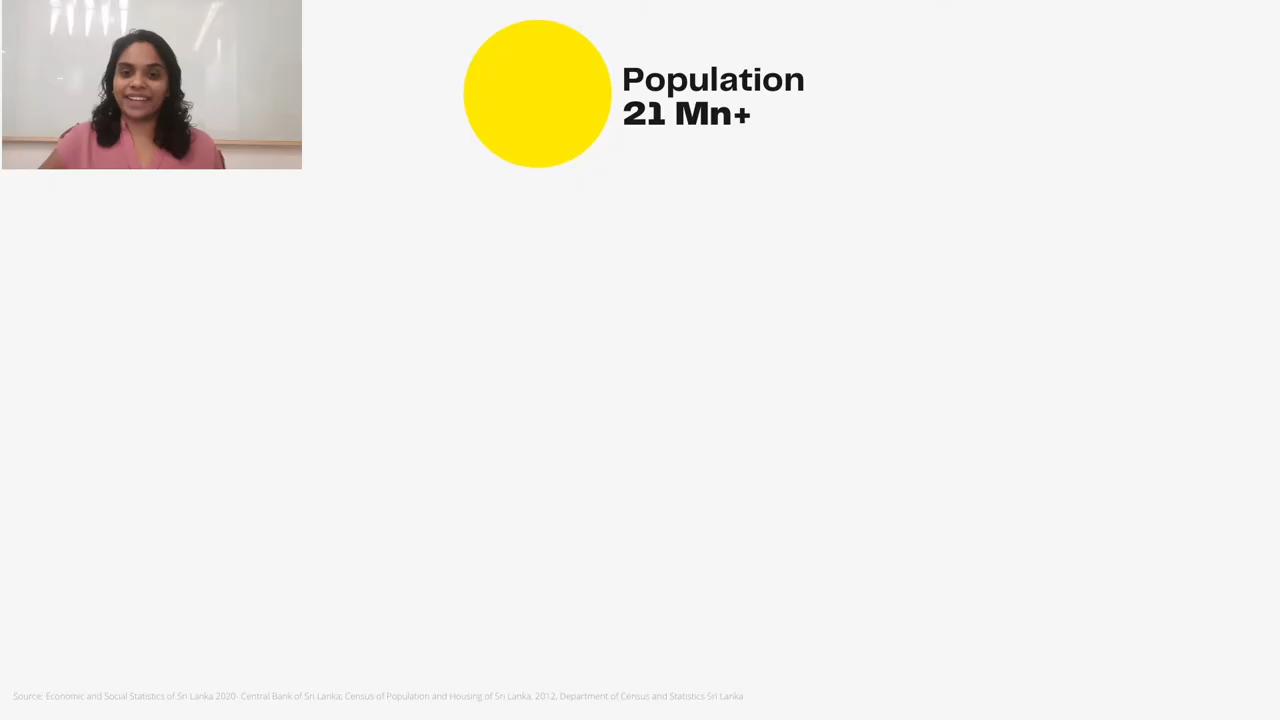 Population
21 Mn+
Source: Economic and Social Statistics of Sri Lanka 2020- Central Bank of Sri Lanka; Census of Population and Housing of Sri Lanka, 2012, Department of Census and Statistics Sri Lanka